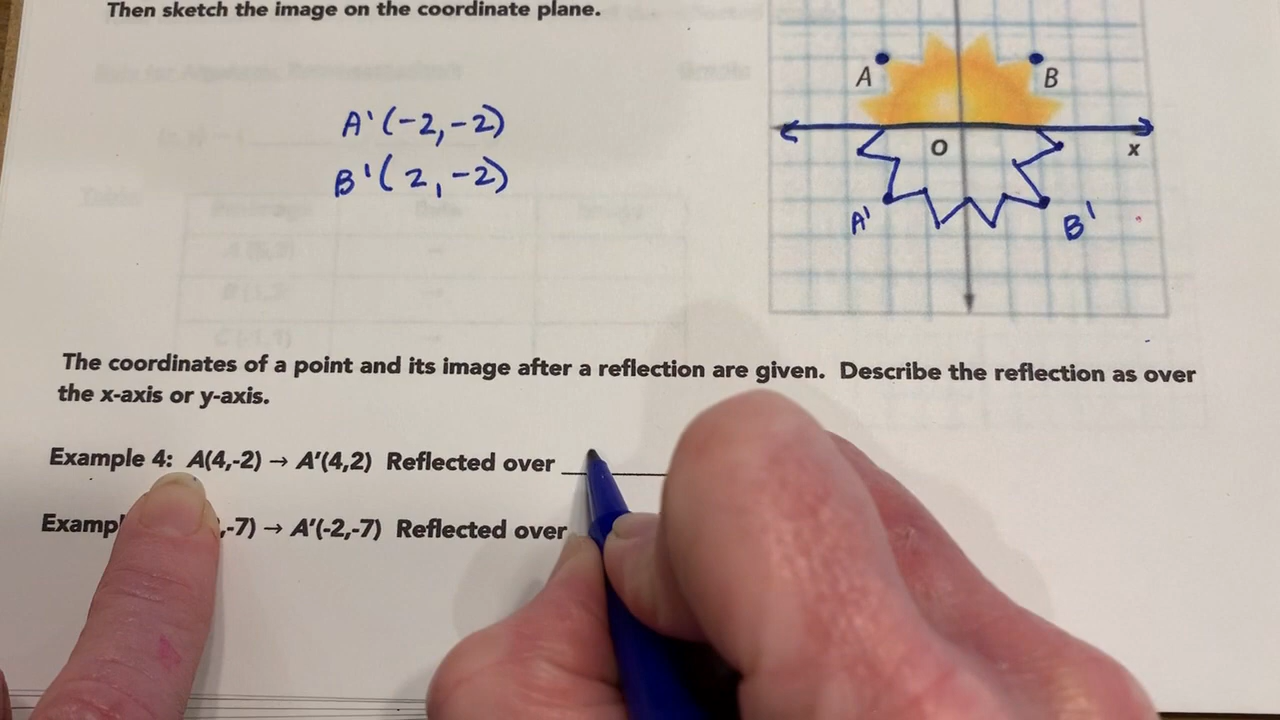 Then sketch the image on the coordinate plane.
A'(-2,-2)
B'(2,-2)
A
B
O
x
A'
B'
The coordinates of a point and its image after a reflection are given. Describe the reflection as over
the x-axis or y-axis.
Example 4: A(4,-2) → A'(4,2) Reflected over
,-7) → A'(-2,-7) Reflected over